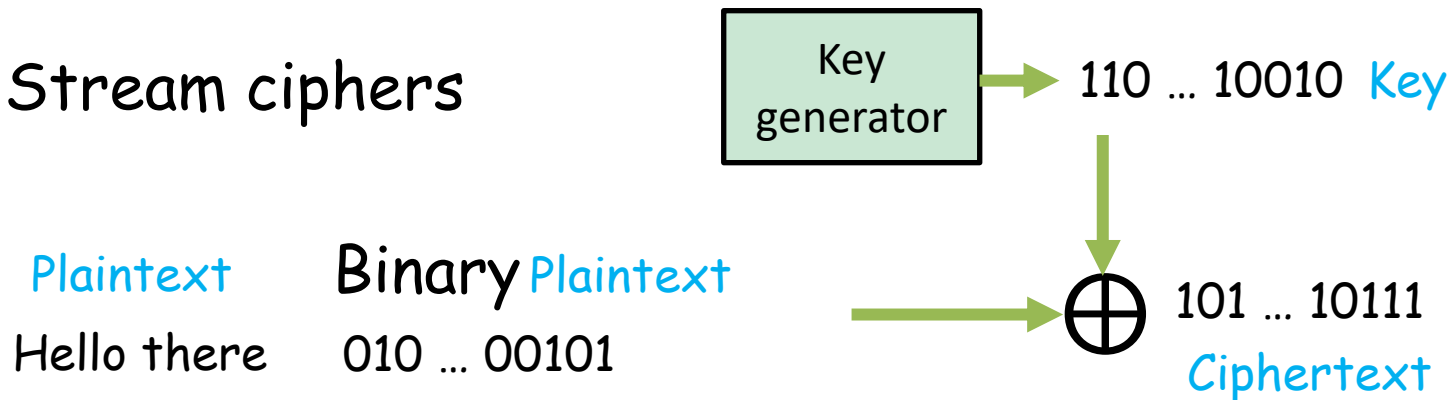 Stream ciphers
Key
generator
110 ... 10010 Key
Plaintext
Binary Plaintext
Hello there
010 ... 00101
101 ... 10111
Ciphertext